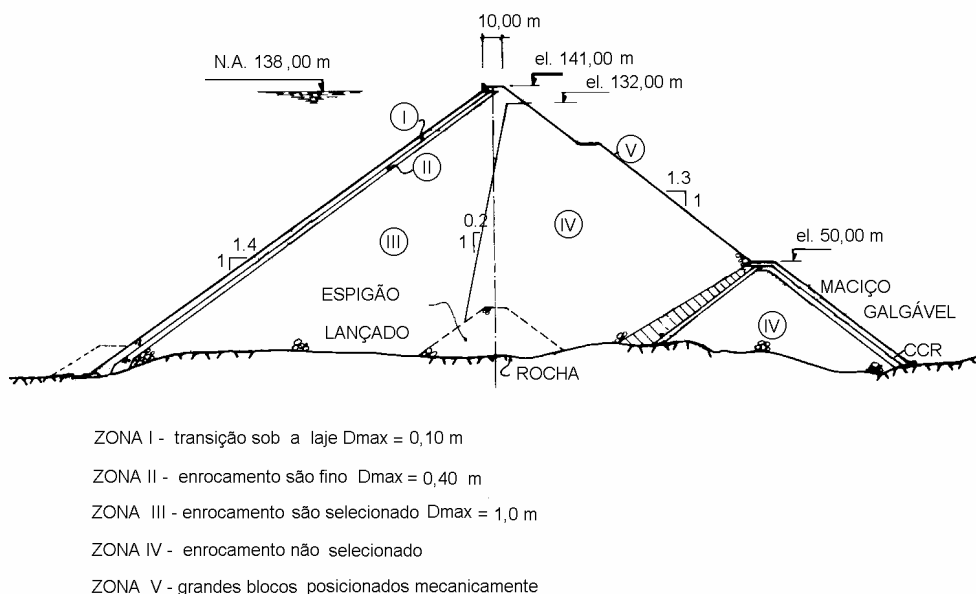 10,00 m
N.A. 138,00 m
el. 141,00 m
el. 132,00 m
I
II
V
1.3
1
0.2
1
IV
III
1.4
1
el. 50,00 m
ESPIGÃO
LANÇADO
MACIÇO
GALGÁVEL
IV
CCR
ROCHA
ZONA I - transição sob a laje Dmax = 0,10 m
ZONA II - enrocamento são fino Dmax = 0,40 m
ZONA III - enrocamento são selecionado Dmax = 1,0 m
ZONA IV - enrocamento não selecionado
ZONA V - grandes blocos posicionados mecanicamente